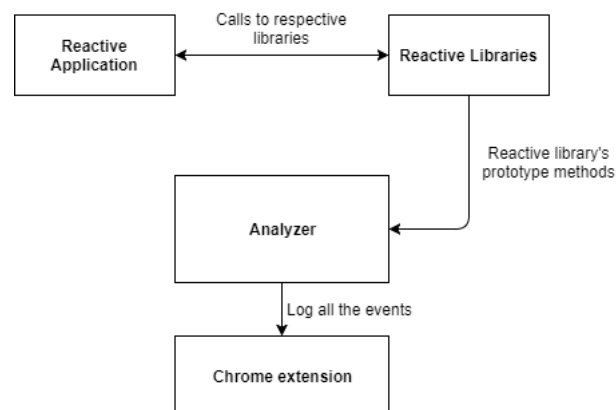 Calls to respective
libraries
Reactive
Application
Reactive Libraries
Reactive library's
prototype methods
Analyzer
Log all the events
Chrome extension